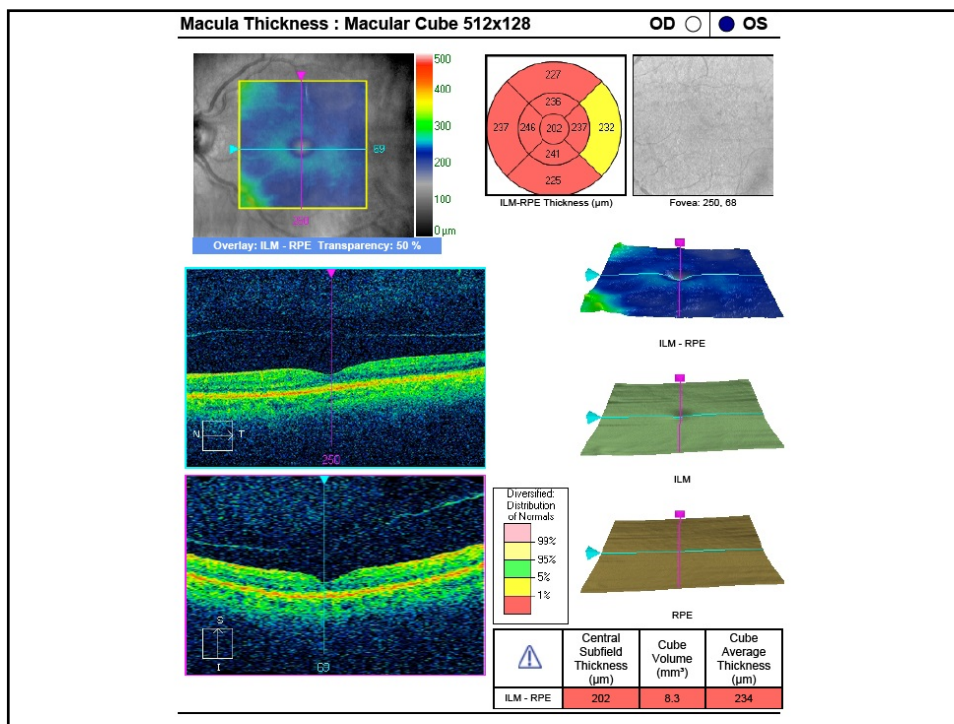 Macula Thickness : Macular Cube 512x128
OD OS
500
400
300
200
100
0 µm
69
250
Overlay: ILM - RPE Transparency: 50 %
227
236
237 246 202 237 232
241
225
ILM-RPE Thickness (µm)
Fovea: 250, 68
ILM - RPE
N T
250
ILM
S
I
69
Diversified:
Distribution
of Normals
99%
95%
5%
1%
RPE
Central
Subfield
Thickness
(µm)
Cube
Volume
(mm³)
Cube
Average
Thickness
(µm)
ILM - RPE 202 8.3 234